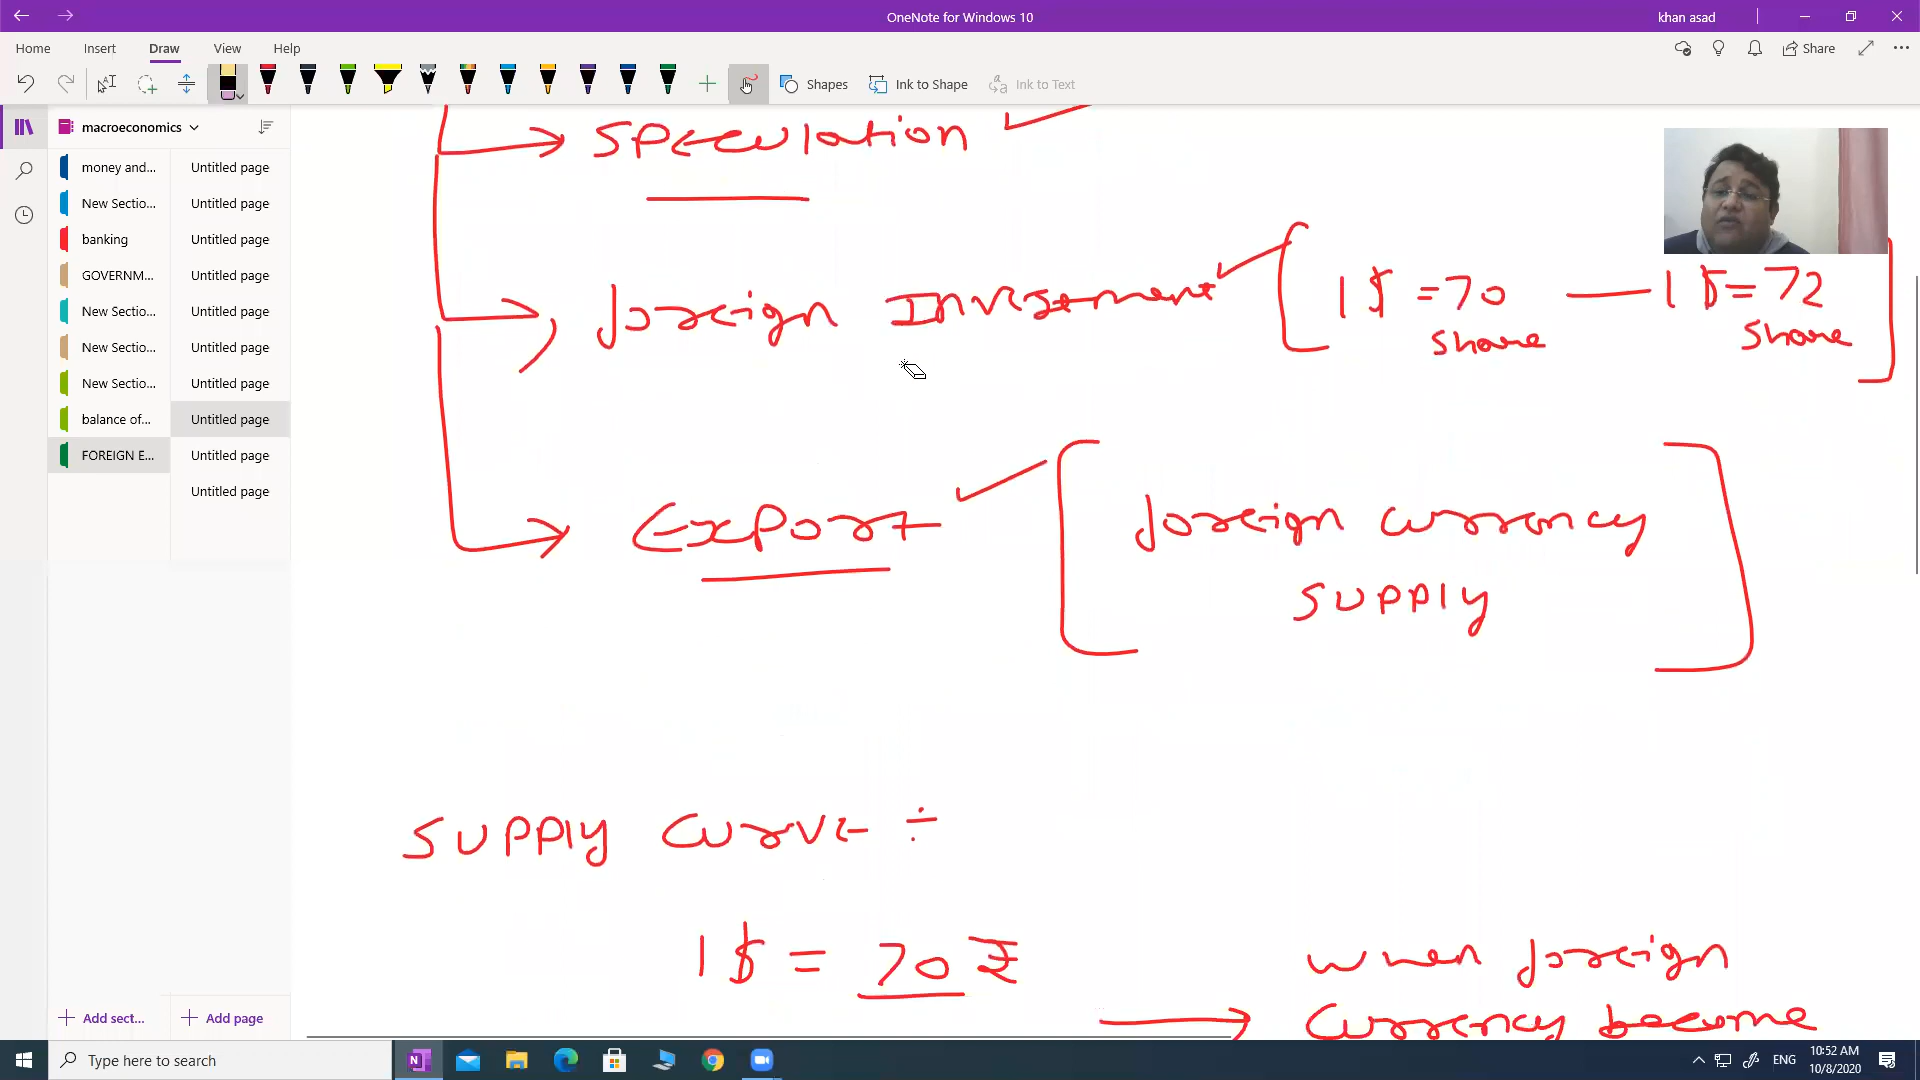 OneNote for Windows 10
khan asad
Home Insert Draw View Help
Share
Shapes Ink to Shape Ink to Text
macroeconomics
money and... Untitled page
New Sectio... Untitled page
banking Untitled page
GOVERNM... Untitled page
New Sectio... Untitled page
New Sectio... Untitled page
New Sectio... Untitled page
balance of... Untitled page
FOREIGN E... Untitled page
Untitled page
Add sect... Add page
speculation
foreign Investment
1$ = 70 — 1$ = 72
share share
Export
foreign currency
supply
supply curve ÷
1$ = 70 ₹
when foreign
currency become
Type here to search
ENG
10:52 AM
10/8/2020